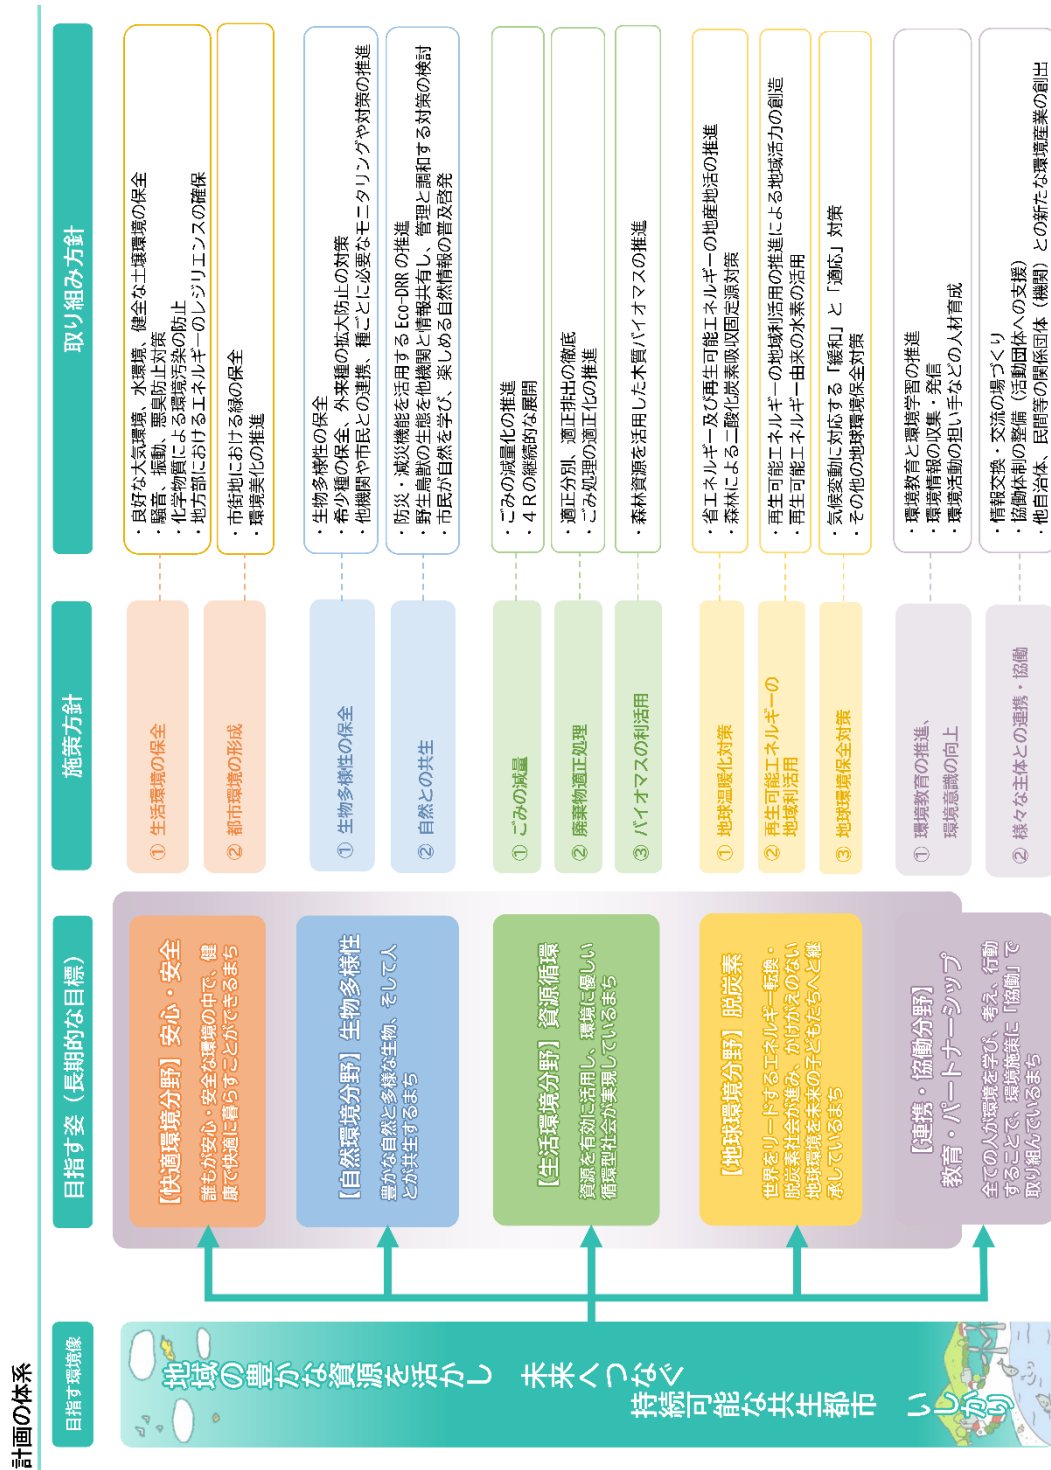 計画の体系
目指す環境像
目指す姿（長期的な目標）
施策方針
取り組み方針
地域の豊かな資源を活かし　未来へつなぐ
持続可能な共生都市　いしかり
【快適環境分野】安心・安全
誰もが安心・安全な環境の中で、健
康で快適に暮らすことができるまち
① 生活環境の保全
・良好な大気環境、水環境、健全な土壌環境の保全
・騒音、振動、悪臭防止対策
・化学物質による環境汚染の防止
・地方部におけるエネルギーのレジリエンスの確保
② 都市環境の形成
・市街地における緑の保全
・環境美化の推進
【自然環境分野】生物多様性
豊かな自然と多様な生物、そして人
とが共生するまち
① 生物多様性の保全
・生物多様性の保全
・希少種の保全、外来種の拡大防止の対策
・他機関や市民との連携、種ごとに必要なモニタリングや対策の推進
② 自然との共生
・防災・減災機能を活用する Eco-DRR の推進
・野生鳥獣の生態を他機関と情報共有し、管理と調和する対策の検討
・市民が自然を学び、楽しめる自然情報の普及啓発
【生活環境分野】資源循環
資源を有効に活用し、環境に優しい
循環型社会が実現しているまち
① ごみの減量
・ごみの減量化の推進
・４Ｒの継続的な展開
② 廃棄物適正処理
・適正分別、適正排出の徹底
・ごみ処理の適正化の推進
③ バイオマスの利活用
・森林資源を活用した木質バイオマスの推進
【地球環境分野】脱炭素
世界をリードするエネルギー転換・
脱炭素社会が進み、かけがえのない
地球環境を未来の子どもたちへと継
承しているまち
① 地球温暖化対策
・省エネルギー及び再生可能エネルギーの地産地活の推進
・森林による二酸化炭素吸収固定源対策
② 再生可能エネルギーの
地域利活用
・再生可能エネルギーの地域利活用の推進による地域活力の創造
・再生可能エネルギー由来の水素の活用
③ 地球環境保全対策
・気候変動に対応する「緩和」と「適応」対策
・その他の地球環境保全対策
【連携・協働分野】
教育・パートナーシップ
全ての人が環境を学び、考え、行動
することで、環境施策に「協働」で
取り組んでいるまち
① 環境教育の推進、
環境意識の向上
・環境教育と環境学習の推進
・環境情報の収集・発信
・環境活動の担い手などの人材育成
② 様々な主体との連携・協働
・情報交換・交流の場づくり
・協働体制の整備（活動団体への支援）
・他自治体、民間等の関係団体（機関）との新たな環境産業の創出